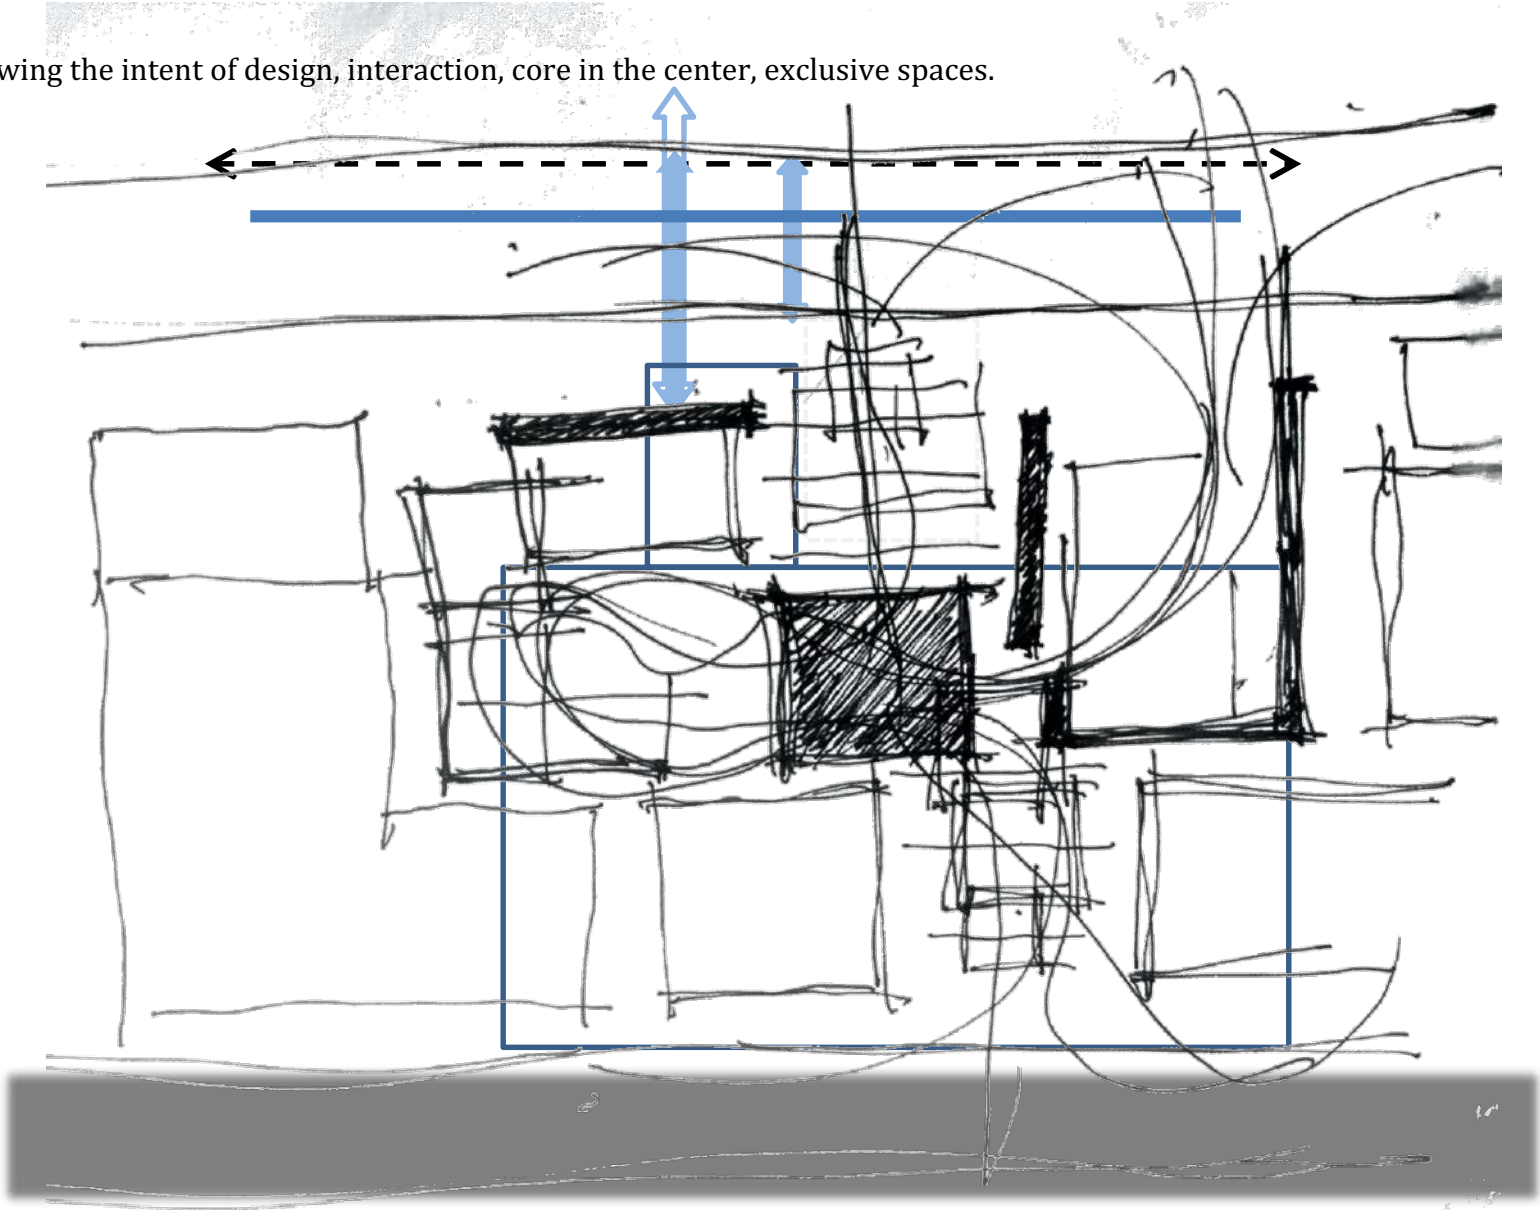 wing the intent of design, interaction, core in the center, exclusive spaces.